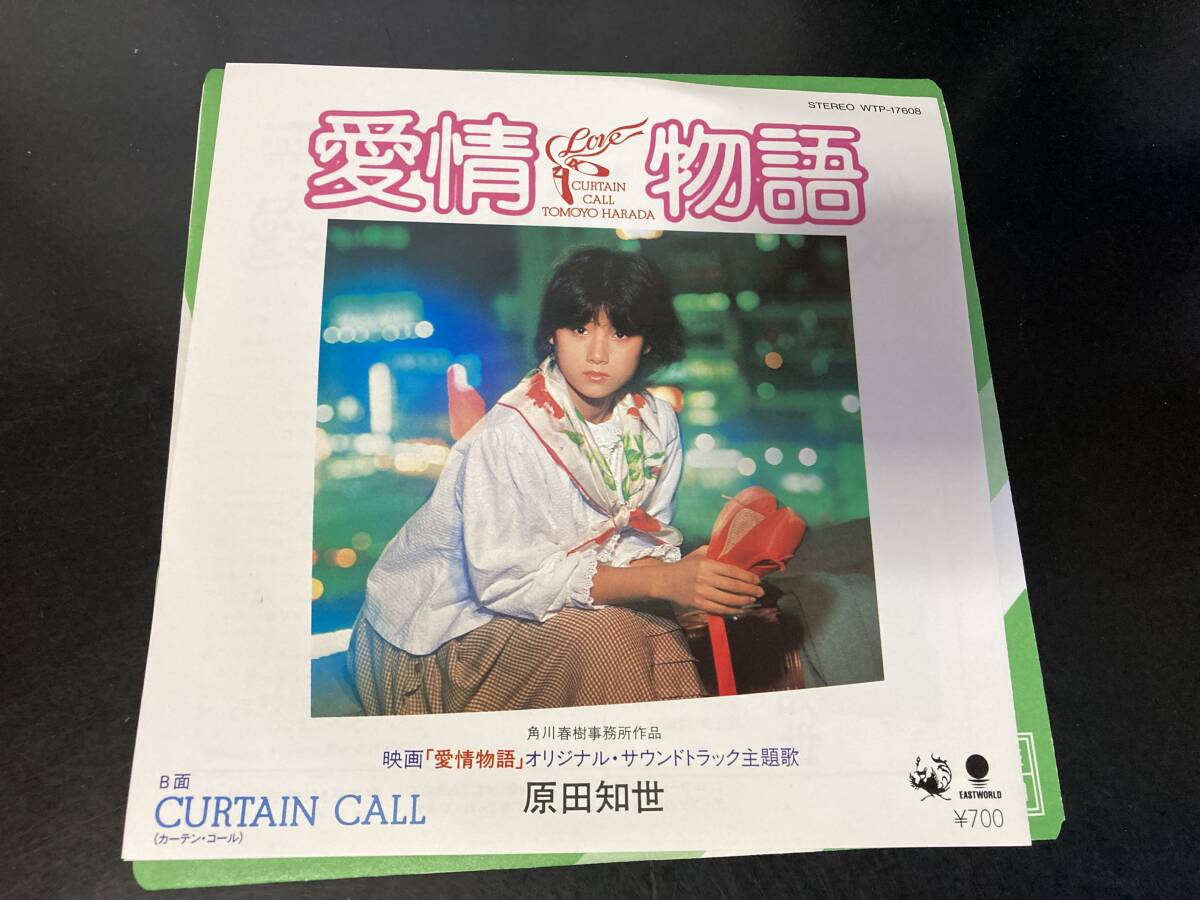 STEREO WTP-17608
愛情物語
Love
CURTAIN
CALL
TOMOYO HARADA
角川春樹事務所作品
映画「愛情物語」オリジナル・サウンドトラック主題歌
原田知世
B面
CURTAIN CALL
(カーテン・コール)
EASTWORLD
¥700